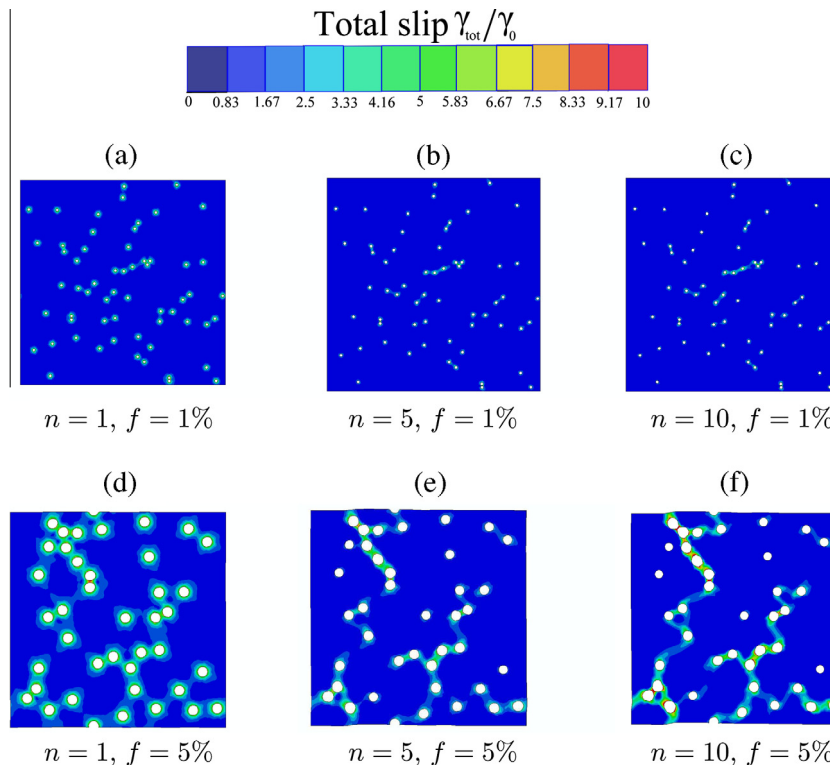 Total slip γtot/γ0
0 0.83 1.67 2.5 3.33 4.16 5 5.83 6.67 7.5 8.33 9.17 10
(a) (b) (c)
n = 1, f = 1% n = 5, f = 1% n = 10, f = 1%
(d) (e) (f)
n = 1, f = 5% n = 5, f = 5% n = 10, f = 5%